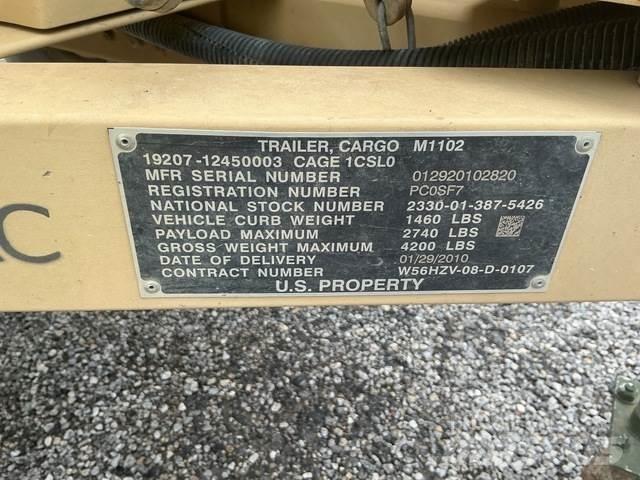 TRAILER, CARGO M1102
19207-12450003 CAGE 1CSL0
MFR SERIAL NUMBER 012920102820
REGISTRATION NUMBER PC0SF7
NATIONAL STOCK NUMBER 2330-01-387-5426
VEHICLE CURB WEIGHT 1460 LBS
PAYLOAD MAXIMUM 2740 LBS
GROSS WEIGHT MAXIMUM 4200 LBS
DATE OF DELIVERY 01/29/2010
CONTRACT NUMBER W56HZV-08-D-0107
U.S. PROPERTY